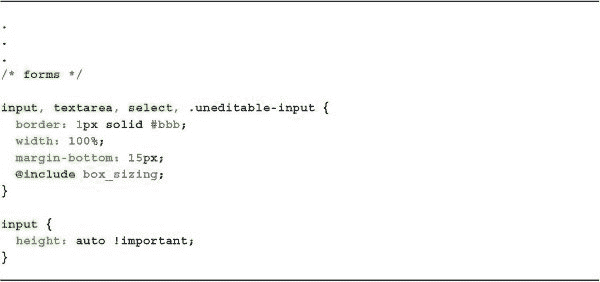 .
.
.
/* forms */
input, textarea, select, .uneditable-input {
  border: 1px solid #bbb;
  width: 100%;
  margin-bottom: 15px;
  @include box_sizing;
}
input {
  height: auto !important;
}